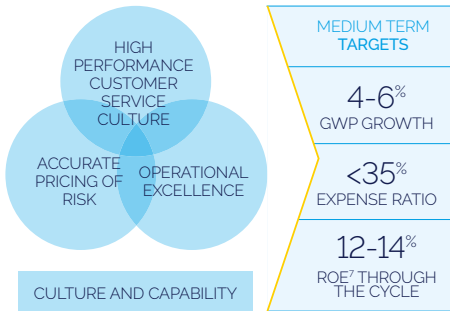 HIGH
PERFORMANCE
CUSTOMER
SERVICE
CULTURE
ACCURATE
PRICING OF
RISK
OPERATIONAL
EXCELLENCE
CULTURE AND CAPABILITY
MEDIUM TERM
TARGETS
4-6%
GWP GROWTH
<35%
EXPENSE RATIO
12-14%
ROE⁷ THROUGH
THE CYCLE